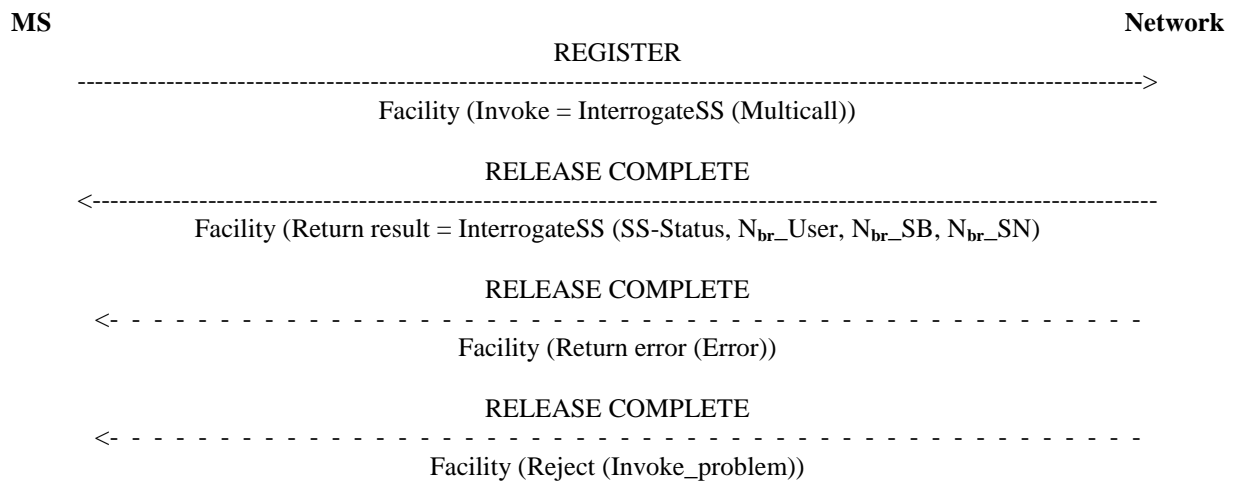 MS Network
REGISTER
Facility (Invoke = InterrogateSS (Multicall))
RELEASE COMPLETE
Facility (Return result = InterrogateSS (SS-Status, Nbr_User, Nbr_SB, Nbr_SN)
RELEASE COMPLETE
Facility (Return error (Error))
RELEASE COMPLETE
Facility (Reject (Invoke_problem))